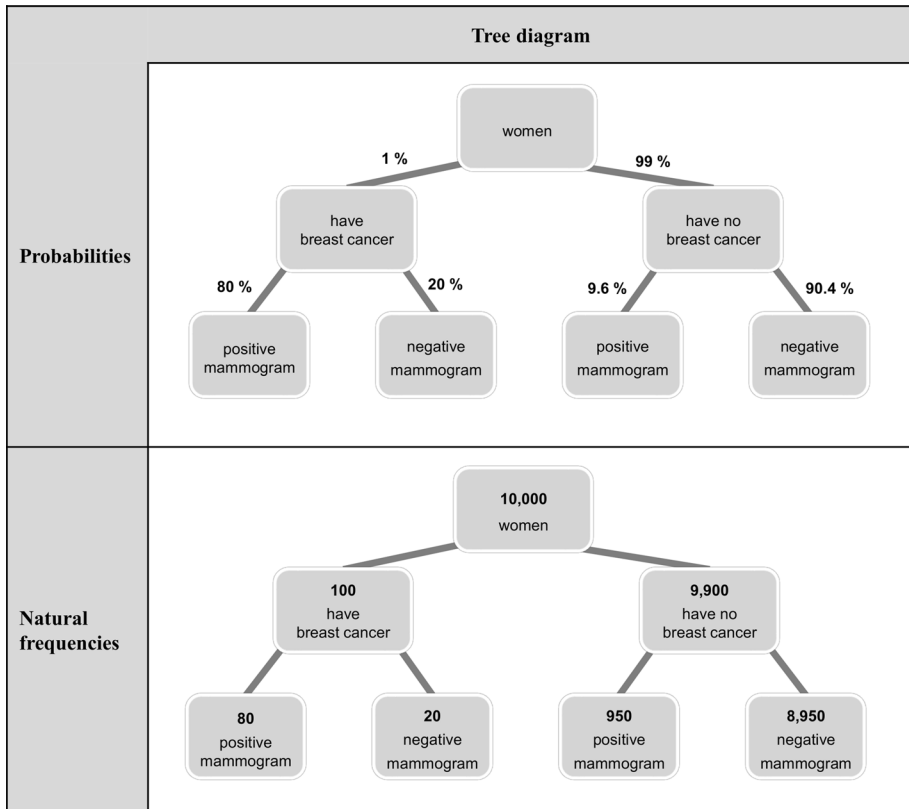 Tree diagram
Probabilities
women
1 %
99 %
have
breast cancer
have no
breast cancer
80 %
20 %
9.6 %
90.4 %
positive
mammogram
negative
mammogram
positive
mammogram
negative
mammogram
Natural
frequencies
10,000
women
100
have
breast cancer
9,900
have no
breast cancer
80
positive
mammogram
20
negative
mammogram
950
positive
mammogram
8,950
negative
mammogram